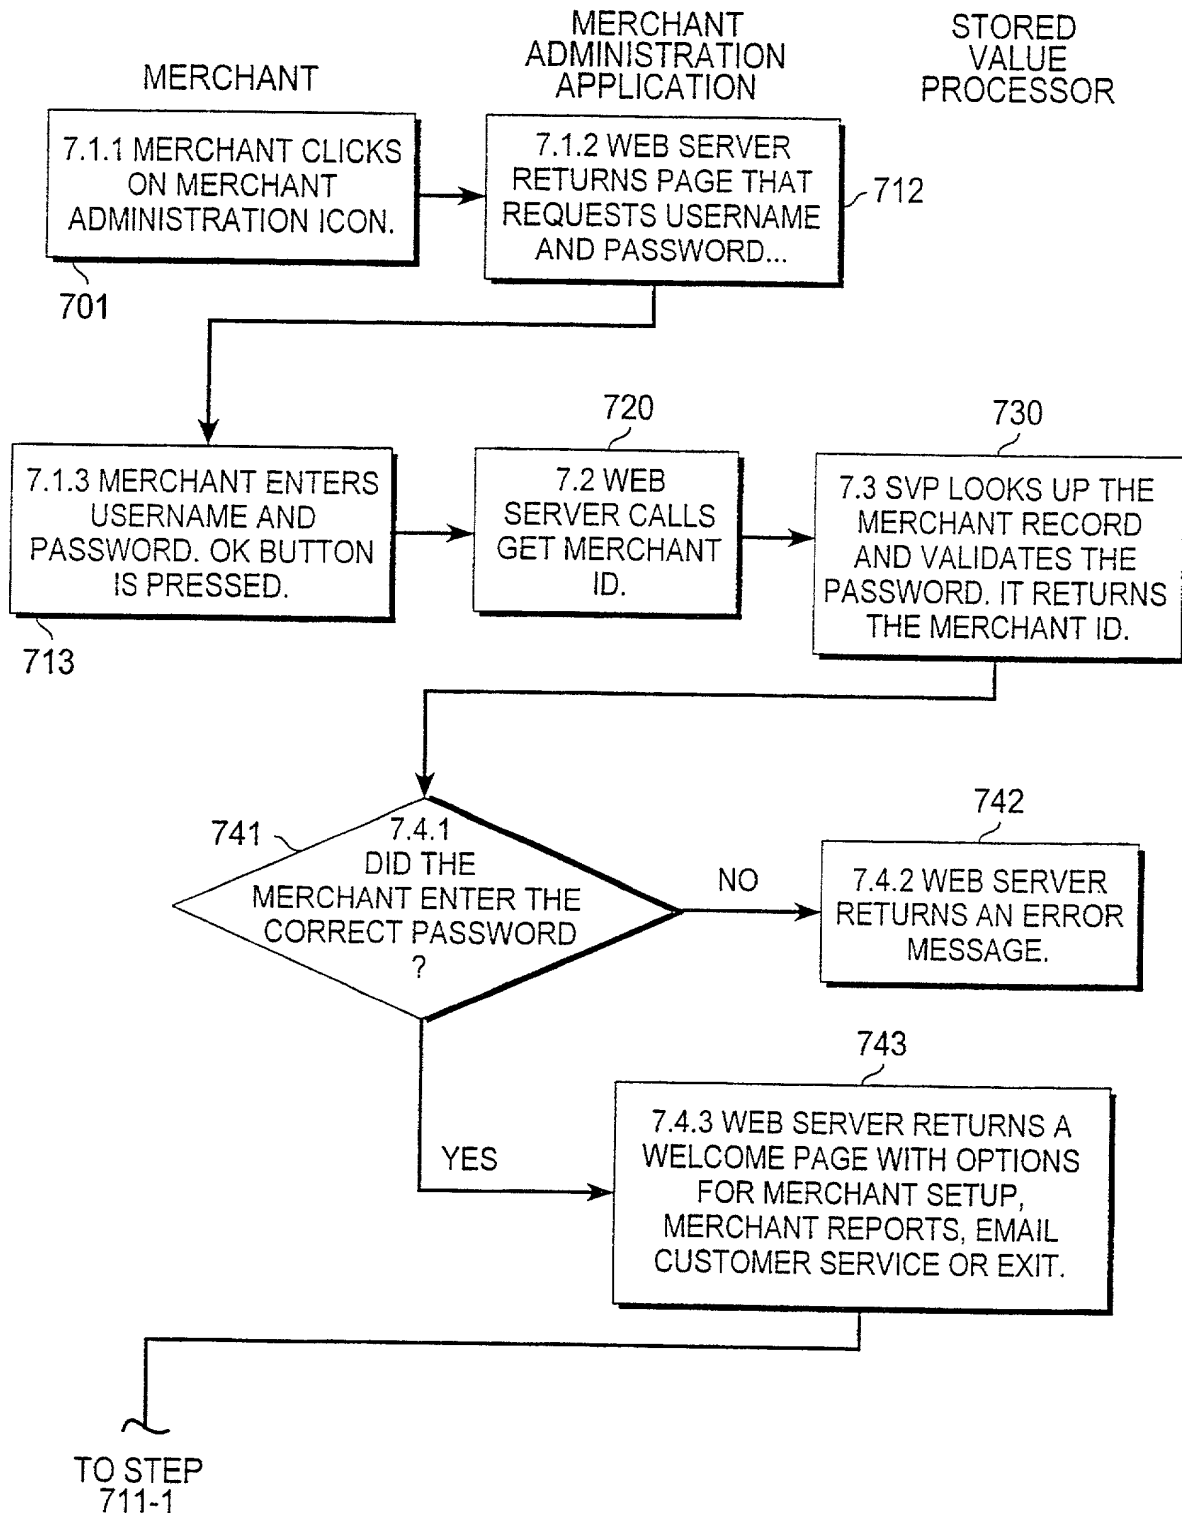 MERCHANT
MERCHANT
ADMINISTRATION
APPLICATION
STORED
VALUE
PROCESSOR
7.1.1 MERCHANT CLICKS
ON MERCHANT
ADMINISTRATION ICON.
701
7.1.2 WEB SERVER
RETURNS PAGE THAT
REQUESTS USERNAME
AND PASSWORD...
712
7.1.3 MERCHANT ENTERS
USERNAME AND
PASSWORD. OK BUTTON
IS PRESSED.
713
720
7.2 WEB
SERVER CALLS
GET MERCHANT
ID.
730
7.3 SVP LOOKS UP THE
MERCHANT RECORD
AND VALIDATES THE
PASSWORD. IT RETURNS
THE MERCHANT ID.
741
7.4.1
DID THE
MERCHANT ENTER THE
CORRECT PASSWORD
?
NO
742
7.4.2 WEB SERVER
RETURNS AN ERROR
MESSAGE.
YES
743
7.4.3 WEB SERVER RETURNS A
WELCOME PAGE WITH OPTIONS
FOR MERCHANT SETUP,
MERCHANT REPORTS, EMAIL
CUSTOMER SERVICE OR EXIT.
TO STEP
711-1